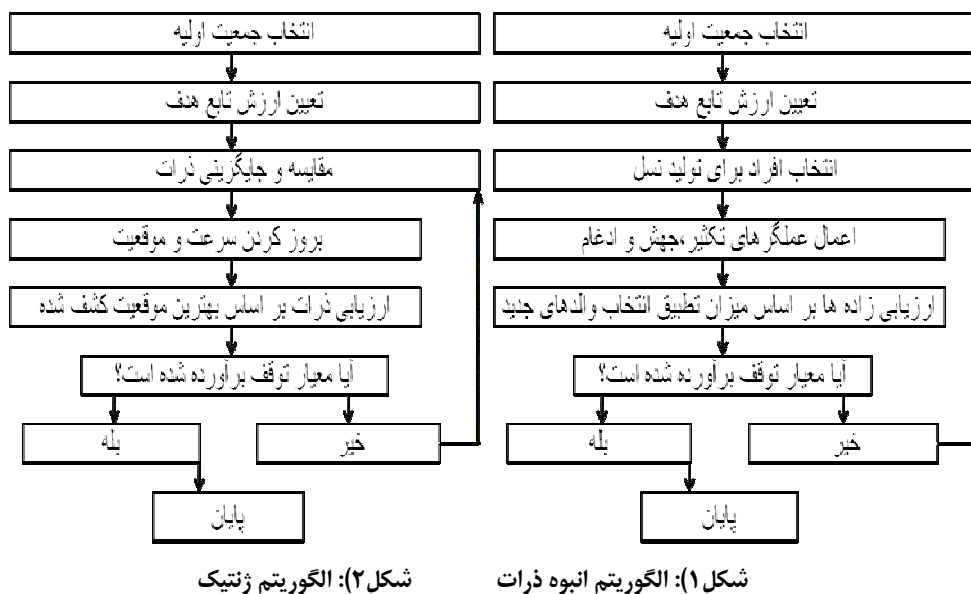 انتخاب جمعیت اولیه
تعیین ارزش تابع هدف
انتخاب افراد برای تولید نسل
اعمال عملگرهای تکثیر،جهش و ادغام
ارزیابی زاده ها بر اساس میزان تطبیق انتخاب والدهای جدید
آیا معیار توقف برآورده شده است؟
خیر
بله
پایان
شکل۱): الگوریتم انبوه ذرات
انتخاب جمعیت اولیه
تعیین ارزش تابع هدف
مقایسه و جایگزینی ذرات
بروز کردن سرعت و موقعیت
ارزیابی ذرات بر اساس بهترین موقعیت کشف شده
آیا معیار توقف برآورده شده است؟
خیر
بله
پایان
شکل۲): الگوریتم ژنتیک